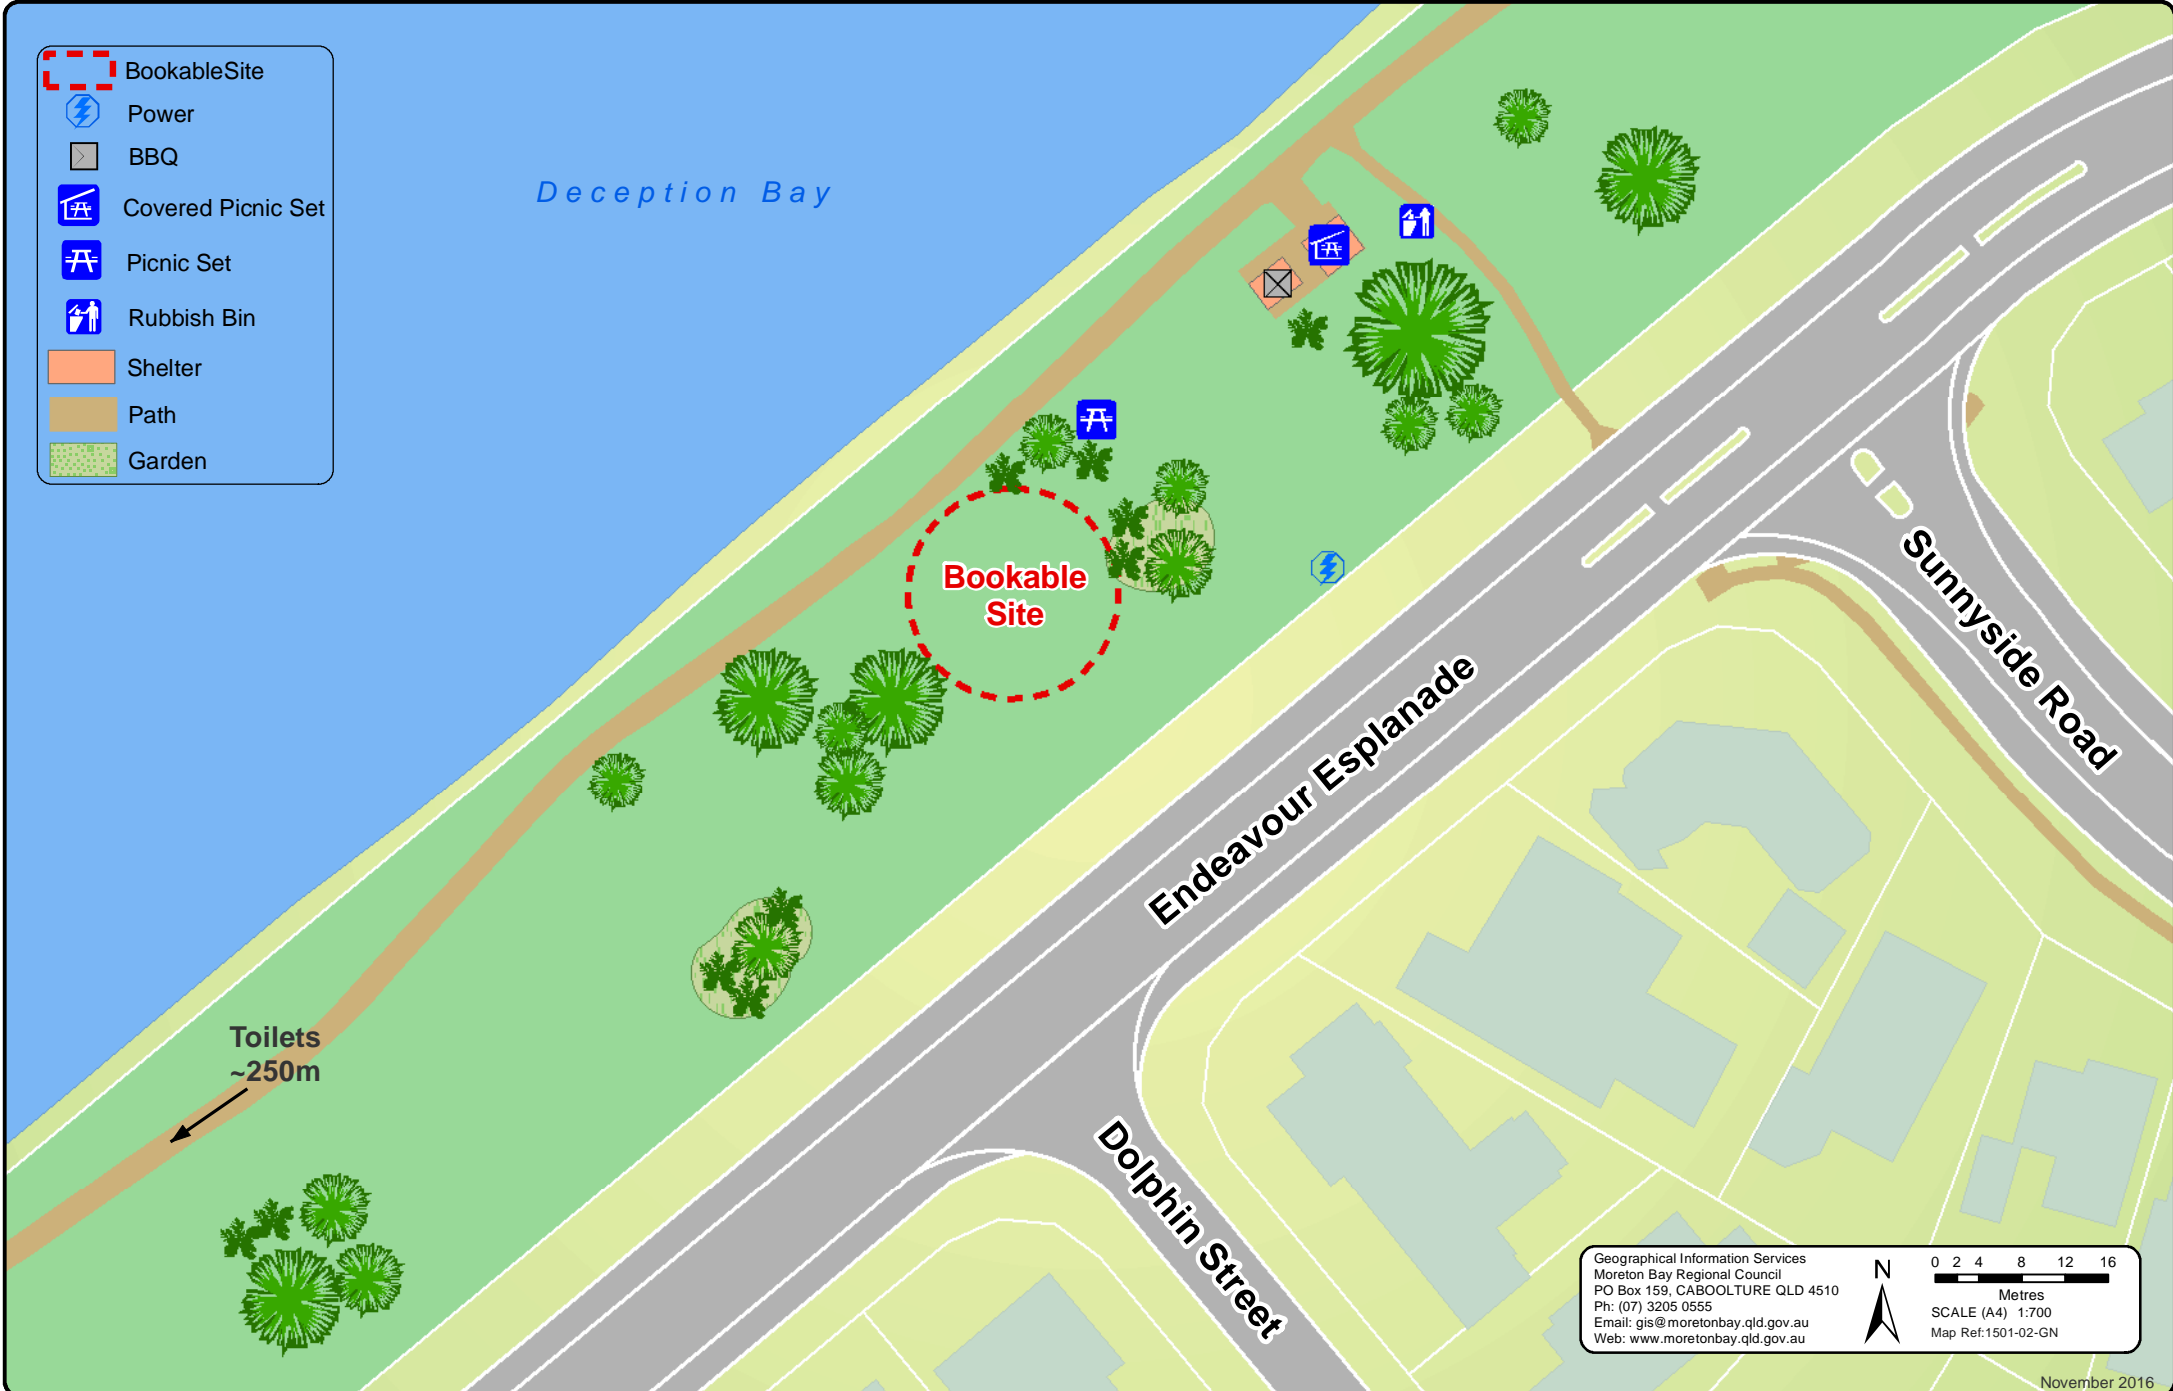 BookableSite
Power
BBQ
Covered Picnic Set
Picnic Set
Rubbish Bin
Shelter
Path
Garden
Deception Bay
Bookable
Site
Sunnyside Road
Endeavour Esplanade
Toilets
~250m
Dolphin Street
Geographical Information Services
Moreton Bay Regional Council
PO Box 159, CABOOLTURE QLD 4510
Ph: (07) 3205 0555
Email: gis@moretonbay.qld.gov.au
Web: www.moretonbay.qld.gov.au
N
0 2 4 8 12 16
Metres
SCALE (A4) 1:700
Map Ref:1501-02-GN
November 2016